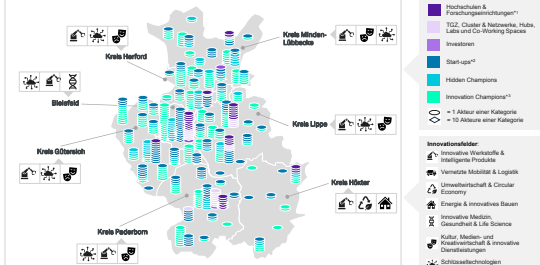 Kreis Minden-
Lübbecke
Kreis Herford
Bielefeld
Kreis Lippe
Kreis Gütersloh
Kreis Höxter
Kreis Paderborn
Hochschulen &
Forschungseinrichtungen*¹
TGZ, Cluster & Netzwerke, Hubs,
Labs und Co-Working Spaces
Investoren
Start-ups*²
Hidden Champions
Innovation Champions*³
= 1 Akteur einer Kategorie
= 10 Akteure einer Kategorie
Innovationsfelder:
Innovative Werkstoffe &
Intelligente Produkte
Vernetzte Mobilität & Logistik
Umweltwirtschaft & Circular
Economy
Energie & innovatives Bauen
Innovative Medizin,
Gesundheit & Life Science
Kultur, Medien- und
Kreativwirtschaft & innovative
Dienstleistungen
Schlüsseltechnologien